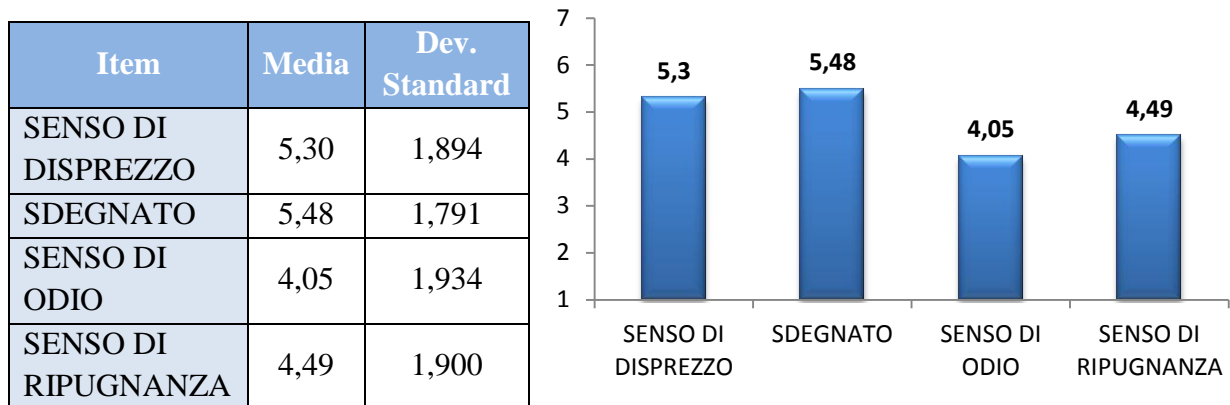 Item Media Dev. Standard
SENSO DI
DISPREZZO 5,30 1,894
SDEGNATO 5,48 1,791
SENSO DI
ODIO 4,05 1,934
SENSO DI
RIPUGNANZA 4,49 1,900
7
6
5
4
3
2
1
5,3
5,48
4,05
4,49
SENSO DI
DISPREZZO
SDEGNATO
SENSO DI
ODIO
SENSO DI
RIPUGNANZA